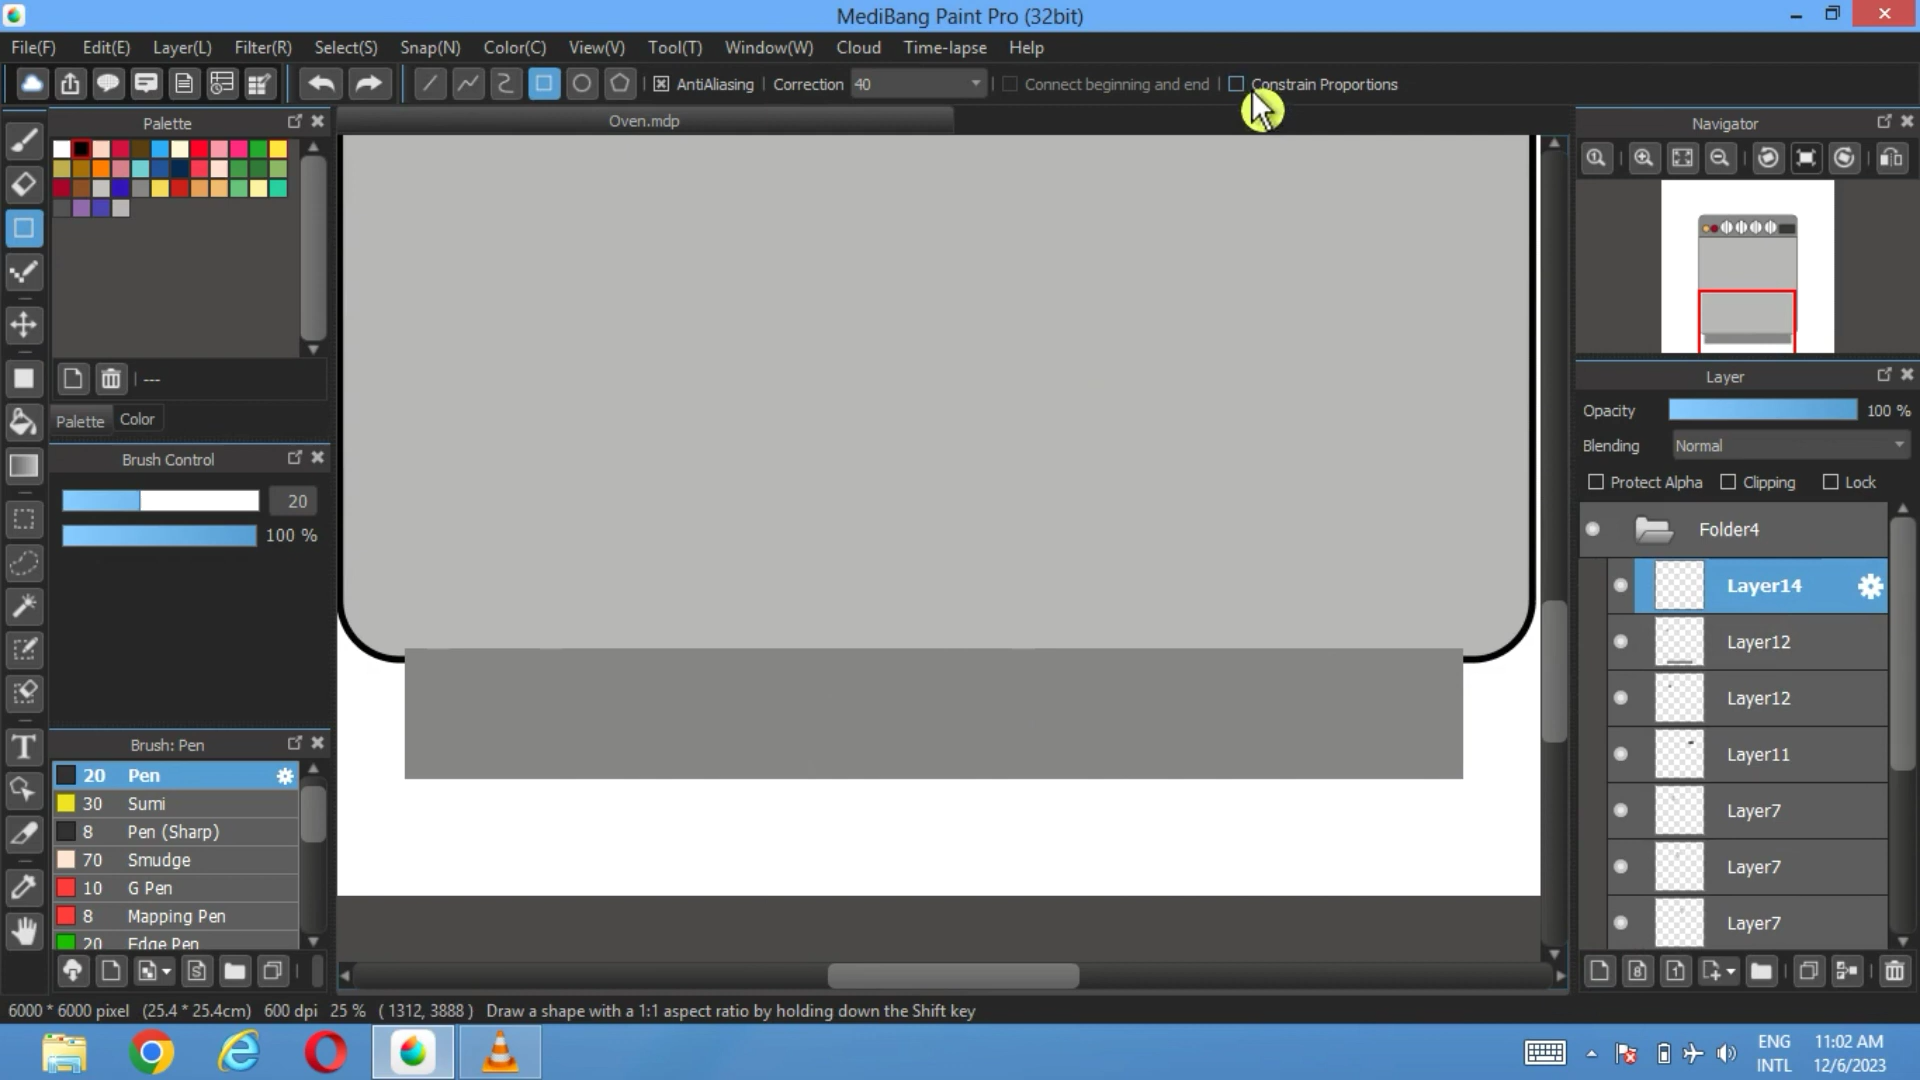 MediBang Paint Pro (32bit)
File(F) Edit(E) Layer(L) Filter(R) Select(S) Snap(N) Color(C) View(V) Tool(T) Window(W) Cloud Time-lapse Help
AntiAliasing Correction 40 Connect beginning and end Constrain Proportions
Palette
Oven.mdp
Navigator
1
---
Palette Color
Brush Control
20
100 %
Brush: Pen
20 Pen
30 Sumi
8 Pen (Sharp)
70 Smudge
10 G Pen
8 Mapping Pen
20 Edge Pen
Layer
Opacity 100 %
Blending Normal
Protect Alpha Clipping Lock
Folder4
Layer14
Layer12
Layer12
Layer11
Layer7
Layer7
Layer7
T
S
8 1
6000 * 6000 pixel (25.4 * 25.4cm) 600 dpi 25 % ( 1312, 3888 ) Draw a shape with a 1:1 aspect ratio by holding down the Shift key
ENG 11:02 AM
INTL 12/6/2023